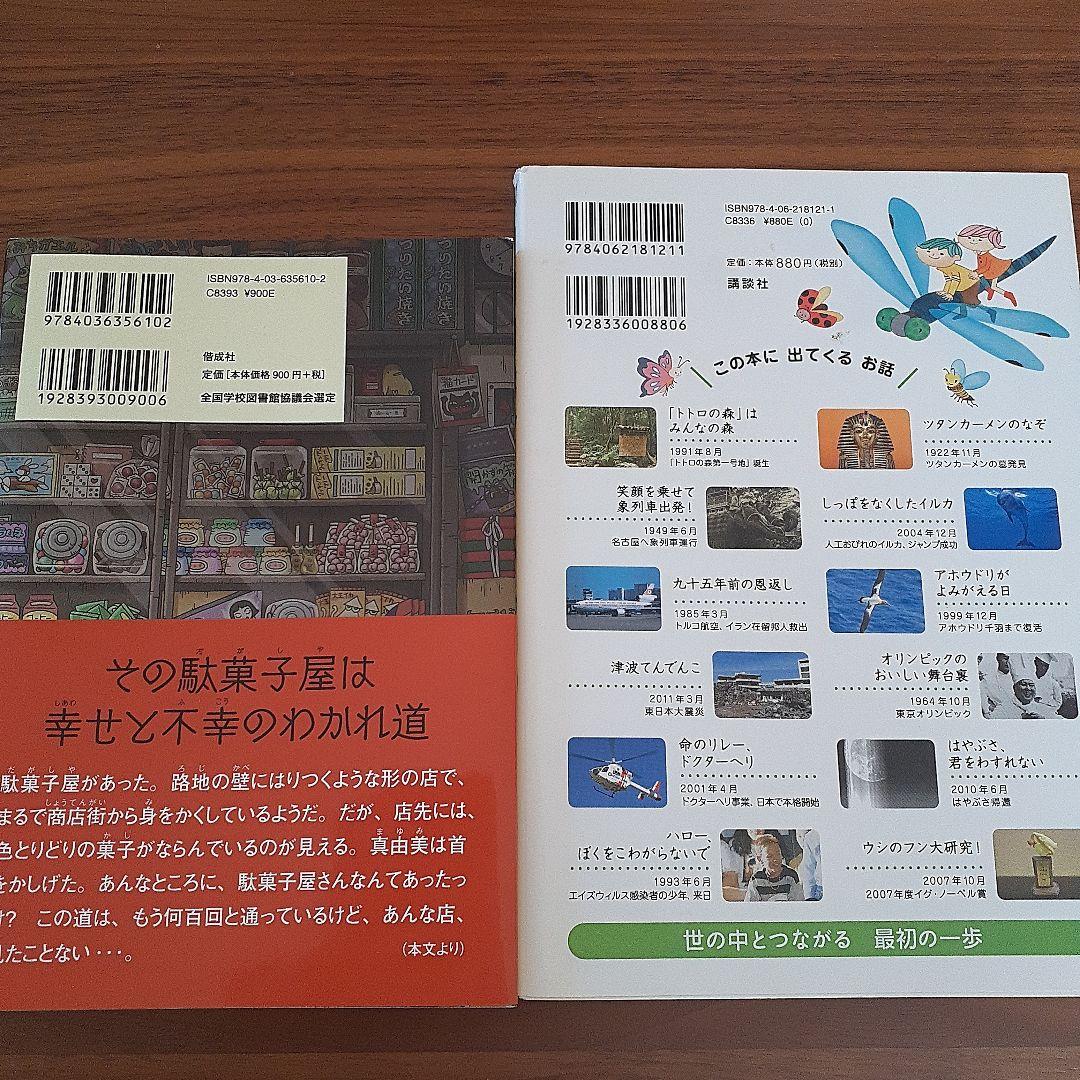 ISBN978-4-03-635610-2
C8393 ¥900E
9784036356102
偕成社
定価[本体価格 900円+税]
1928393009006
全国学校図書館協議会選定
その駄菓子屋は
幸せと不幸のわかれ道
駄菓子屋があった。路地の壁にはりつくような形の店で、
まるで商店街から身をかくしているようだ。だが、店先には、
色とりどりの菓子がならんでいるのが見える。真由美は首
をかしげた。あんなところに、駄菓子屋さんなんてあったっ
け? この道は、もう何百回と通っているけど、あんな店、
見たことない・・・。
(本文より)
ISBN978-4-06-218121-1
C8336 ¥880E (0)
9784062181211
定価:本体880円(税別)
講談社
1928336008806
この本に 出てくる お話
「トトロの森」は
みんなの森
1991年8月
「トトロの森第一号地」誕生
ツタンカーメンのなぞ
1922年11月
ツタンカーメンの墓発見
笑顔を乗せて
象列車出発!
1949年6月
名古屋へ象列車運行
しっぽをなくしたイルカ
2004年12月
人工おびれのイルカ、ジャンプ成功
九十五年前の恩返し
1985年3月
トルコ航空、イラン在留邦人救出
アホウドリが
よみがえる日
1999年12月
アホウドリ千羽まで復活
津波てんでんこ
2011年3月
東日本大震災
オリンピックの
おいしい舞台裏
1964年10月
東京オリンピック
命のリレー、
ドクターヘリ
2001年4月
ドクターヘリ事業、日本で本格開始
はやぶさ、
君をわすれない
2010年6月
はやぶさ帰還
ハロー、
ぼくをこわがらないで
1993年6月
エイズウィルス感染者の少年、来日
ウシのフン大研究!
2007年10月
2007年度イグ・ノーベル賞
世の中とつながる 最初の一歩